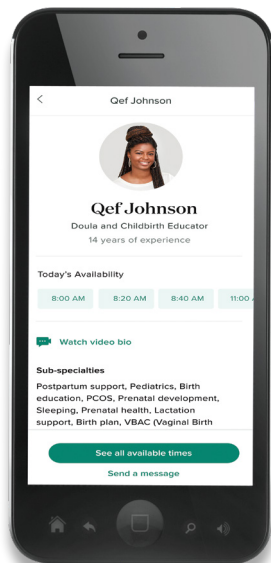 Qef Johnson
Qef Johnson
Doula and Childbirth Educator
14 years of experience
Today's Availability
8:00 AM 8:20 AM 8:40 AM 11:00
Watch video bio
Sub-specialties
Postpartum support, Pediatrics, Birth
education, PCOS, Prenatal development,
Sleeping, Prenatal health, Lactation
support, Birth plan, VBAC (Vaginal Birth
See all available times
Send a message